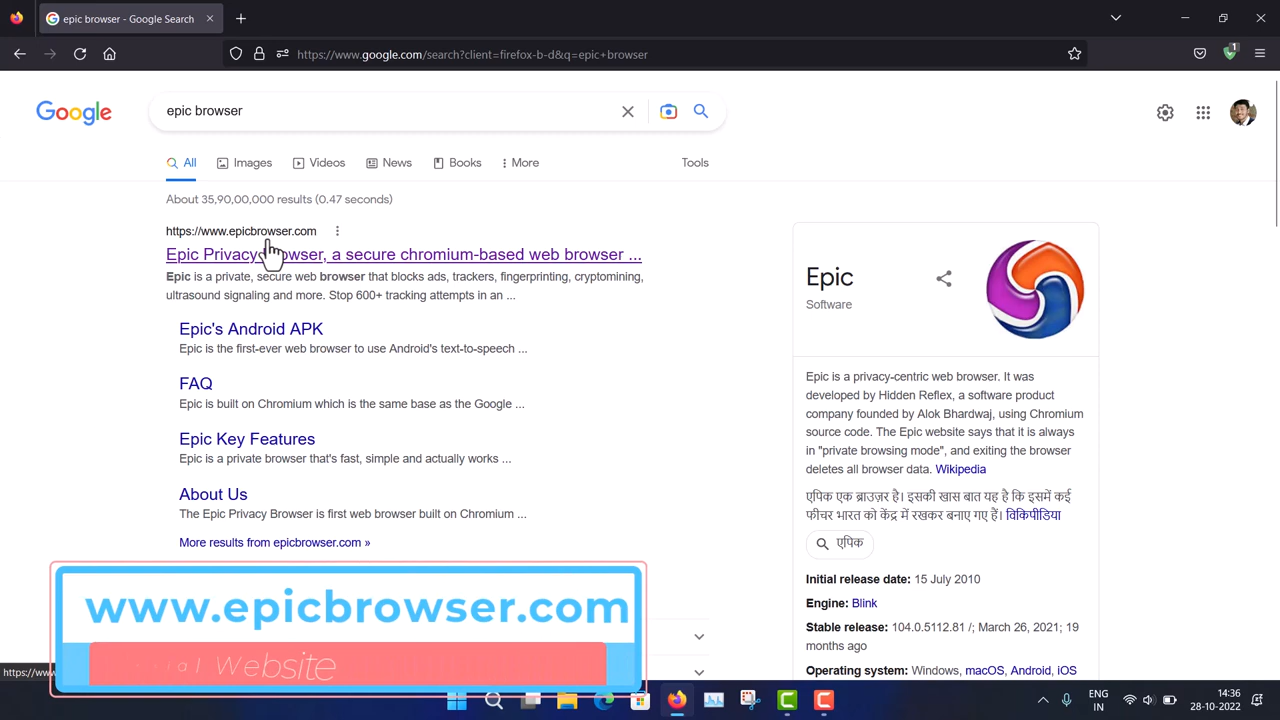 epic browser - Google Search
https://www.google.com/search?client=firefox-b-d&q=epic+browser
1
Google
epic browser
All
Images
Videos
News
Books
More
Tools
About 35,90,00,000 results (0.47 seconds)
https://www.epicbrowser.com
Epic Privacy Browser, a secure chromium-based web browser ...
Epic is a private, secure web browser that blocks ads, trackers, fingerprinting, cryptomining,
ultrasound signaling and more. Stop 600+ tracking attempts in an ...
Epic's Android APK
Epic is the first-ever web browser to use Android's text-to-speech ...
FAQ
Epic is built on Chromium which is the same base as the Google ...
Epic Key Features
Epic is a private browser that's fast, simple and actually works ...
About Us
The Epic Privacy Browser is first web browser built on Chromium ...
More results from epicbrowser.com »
Epic
Software
Epic is a privacy-centric web browser. It was
developed by Hidden Reflex, a software product
company founded by Alok Bhardwaj, using Chromium
source code. The Epic website says that it is always
in "private browsing mode", and exiting the browser
deletes all browser data. Wikipedia
एपिक एक ब्राउज़र है। इसकी खास बात यह है कि इसमें कई
फीचर भारत को केंद्र में रखकर बनाए गए हैं। विकिपीडिया
एपिक
Initial release date: 15 July 2010
Engine: Blink
Stable release: 104.0.5112.81 /; March 26, 2021; 19
months ago
Operating system: Windows, macOS, Android, iOS
www.epicbrowser.com
Website
https://www
ENG
IN
14:36
28-10-2022